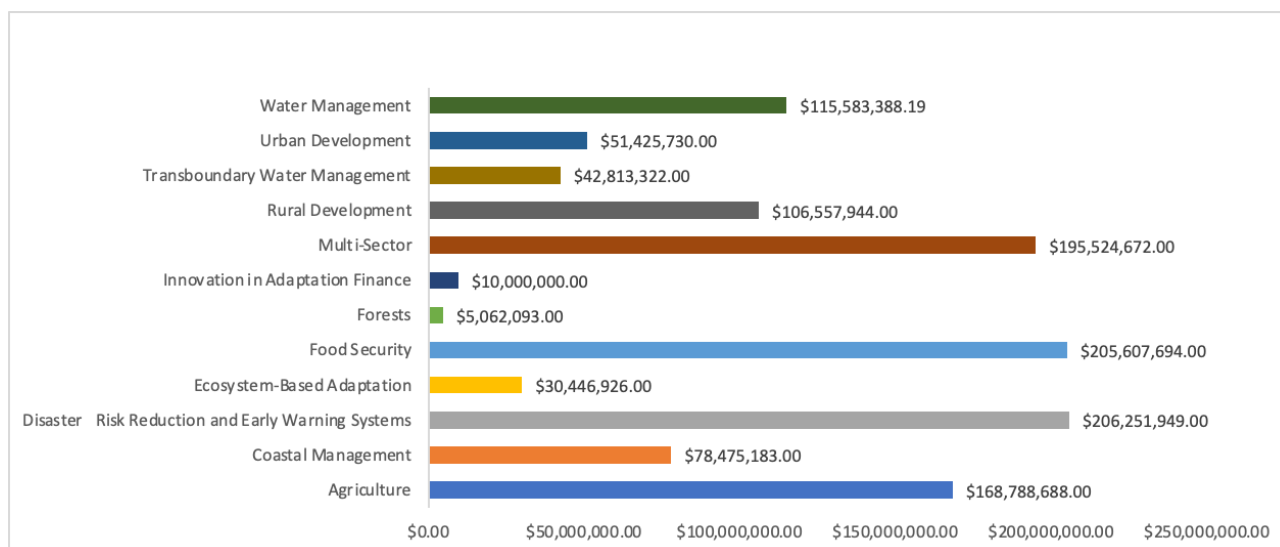 Water Management $115,583,388.19
Urban Development $51,425,730.00
Transboundary Water Management $42,813,322.00
Rural Development $106,557,944.00
Multi-Sector $195,524,672.00
Innovation in Adaptation Finance $10,000,000.00
Forests $5,062,093.00
Food Security $205,607,694.00
Ecosystem-Based Adaptation $30,446,926.00
Disaster Risk Reduction and Early Warning Systems $206,251,949.00
Coastal Management $78,475,183.00
Agriculture $168,788,688.00
$0.00 $50,000,000.00 $100,000,000.00 $150,000,000.00 $200,000,000.00 $250,000,000.00